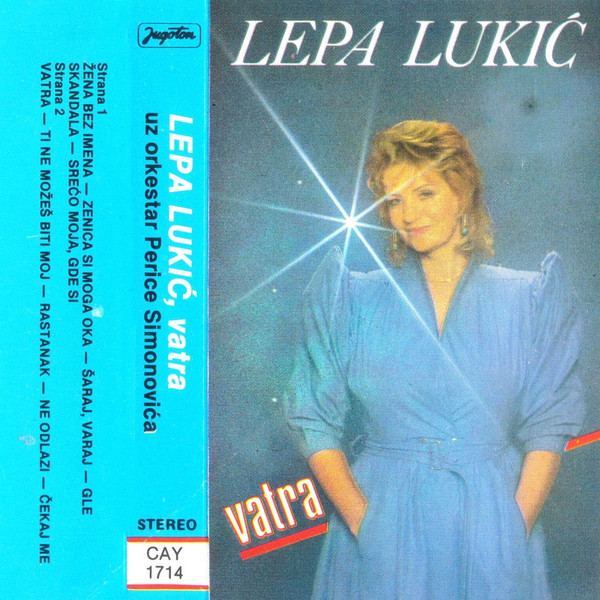 Strana 1
ŽENA BEZ IMENA — ZENICA SI MOGA OKA — ŠARAJ, VARAJ — GLE
SKANDALA — SREĆO MOJA, GDE SI
Strana 2
VATRA — TI NE MOŽEŠ BITI MOJ — RASTANAK — NE ODLAZI — ČEKAJ ME
Jugoton
LEPA LUKIĆ, vatra
uz orkestar Perice Simonovića
STEREO
CAY
1714
LEPA LUKIĆ
vatra